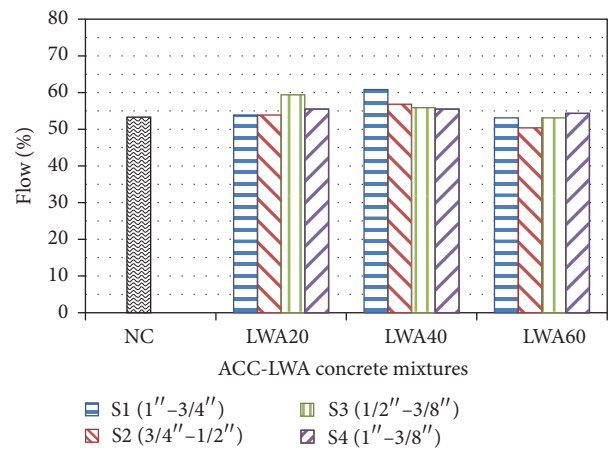 80
70
60
50
40
30
20
10
0
Flow (%)
NC LWA20 LWA40 LWA60
ACC-LWA concrete mixtures
S1 (1″–3/4″) S3 (1/2″–3/8″)
S2 (3/4″–1/2″) S4 (1″–3/8″)